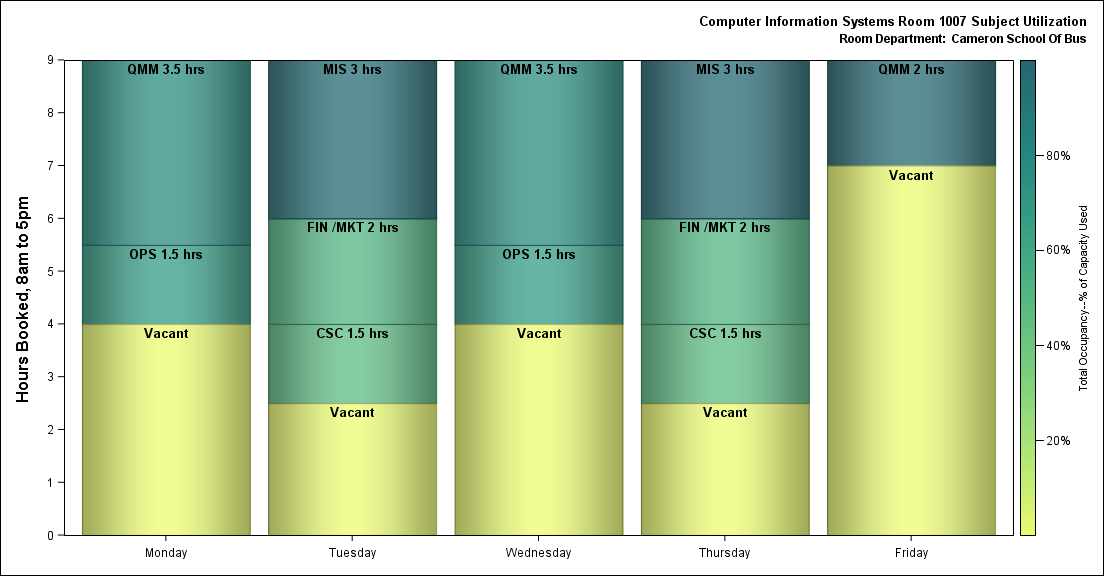 Computer Information Systems Room 1007 Subject Utilization
Room Department: Cameron School Of Bus
Hours Booked, 8am to 5pm
9
8
7
6
5
4
3
2
1
0
QMM 3.5 hrs
OPS 1.5 hrs
Vacant
MIS 3 hrs
FIN /MKT 2 hrs
CSC 1.5 hrs
Vacant
QMM 3.5 hrs
OPS 1.5 hrs
Vacant
MIS 3 hrs
FIN /MKT 2 hrs
CSC 1.5 hrs
Vacant
QMM 2 hrs
Vacant
Monday
Tuesday
Wednesday
Thursday
Friday
80%
60%
40%
20%
Total Occupancy--% of Capacity Used